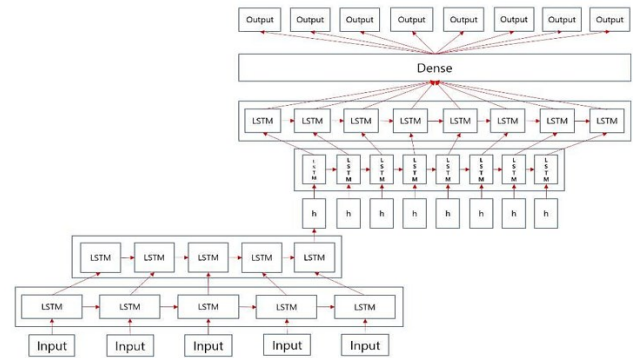 Output Output Output Output Output Output Output Output
Dense
LSTM LSTM LSTM LSTM LSTM LSTM LSTM LSTM
LSTM LSTM LSTM LSTM LSTM LSTM LSTM LSTM
h h h h h h h h
LSTM LSTM LSTM LSTM LSTM
LSTM LSTM LSTM LSTM LSTM
Input Input Input Input Input